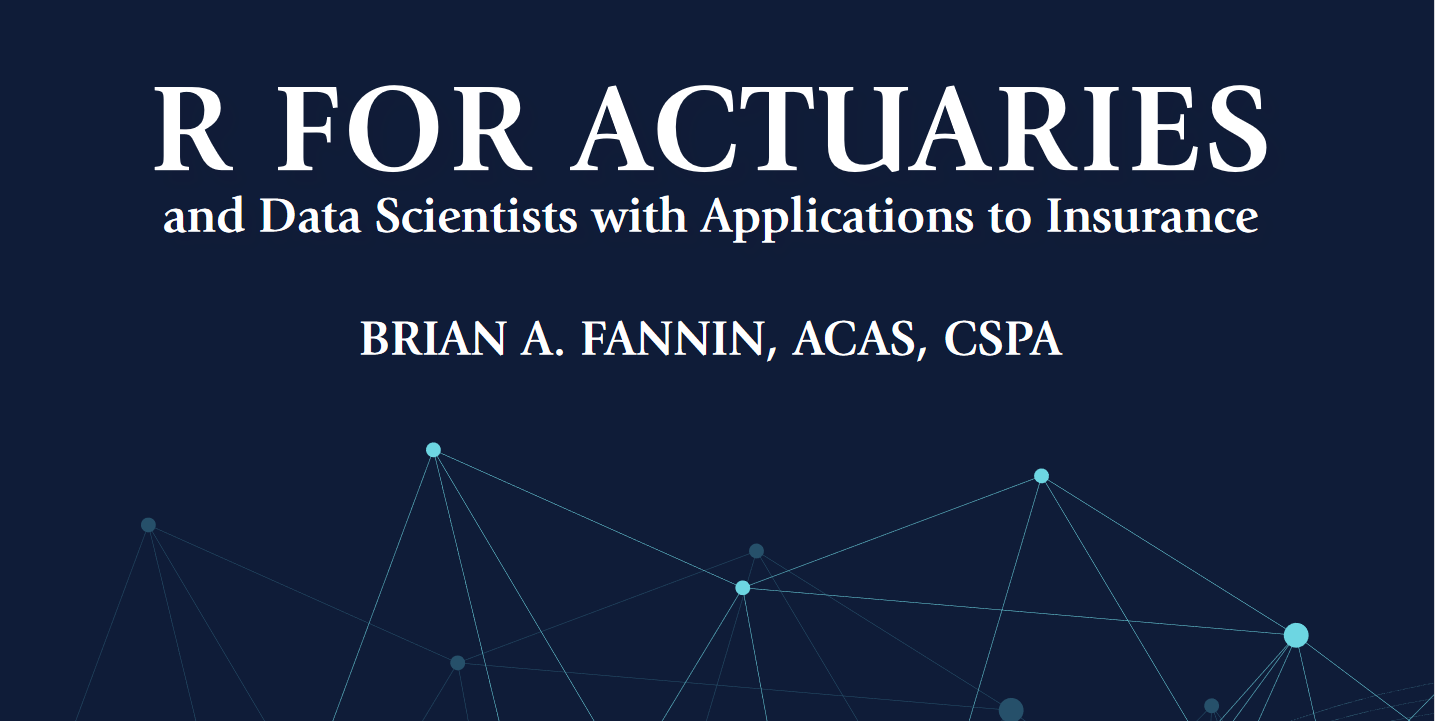 R FOR ACTUARIES
and Data Scientists with Applications to Insurance
BRIAN A. FANNIN, ACAS, CSPA